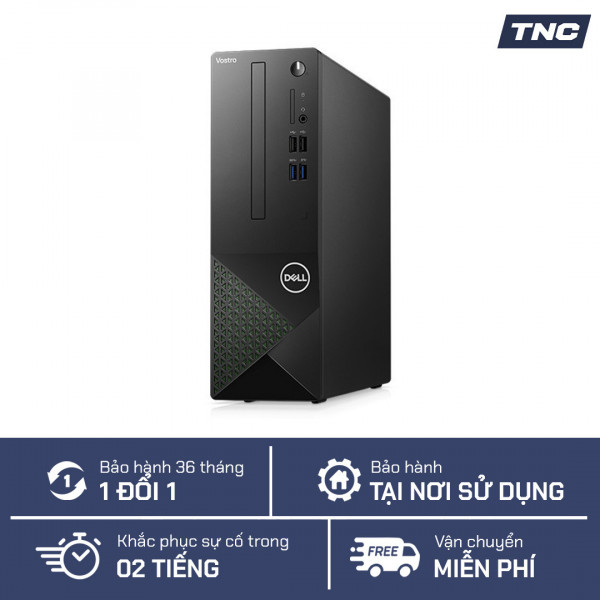 TNC
Vostro
DELL
1
Bảo hành 36 tháng
1 ĐỔI 1
Bảo hành
TẠI NƠI SỬ DỤNG
Khắc phục sự cố trong
02 TIẾNG
FREE
Vận chuyển
MIỄN PHÍ